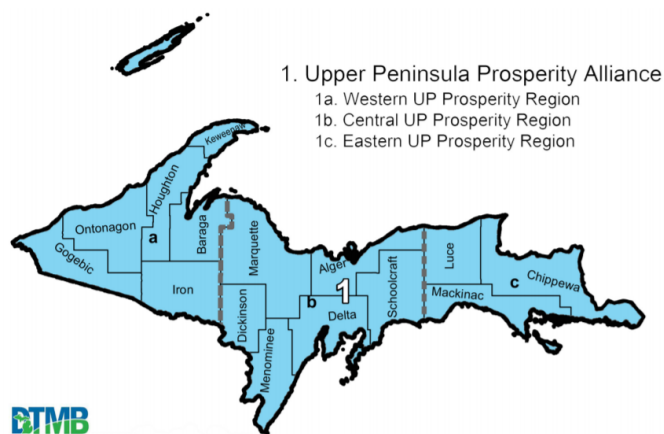 1. Upper Peninsula Prosperity Alliance
1a. Western UP Prosperity Region
1b. Central UP Prosperity Region
1c. Eastern UP Prosperity Region
Keweenaw
Houghton
Ontonagon
a
Baraga
Gogebic
Iron
Marquette
Alger
Luce
Chippewa
c
Schoolcraft
Mackinac
1
b
Delta
Dickinson
Menominee
DTMB